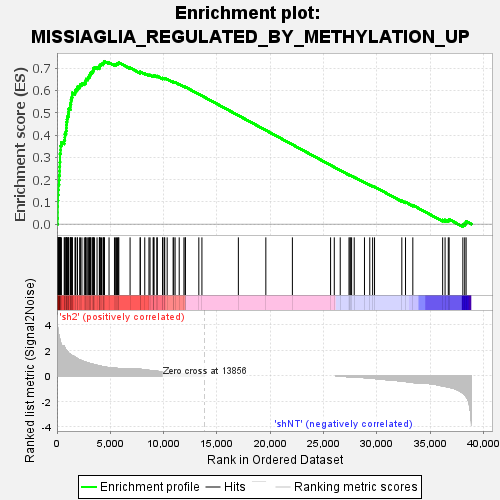 Enrichment plot:
MISSIAGLIA_REGULATED_BY_METHYLATION_UP
Enrichment score (ES)
0.7
0.6
0.5
0.4
0.3
0.2
0.1
0.0
'sh2' (positively correlated)
Ranked list metric (Signal2Noise)
4
2
0
-2
-4
Zero cross at 13856
'shNT' (negatively correlated)
0
5,000
10,000
15,000
20,000
25,000
30,000
35,000
40,000
Rank in Ordered Dataset
Enrichment profile
Hits
Ranking metric scores